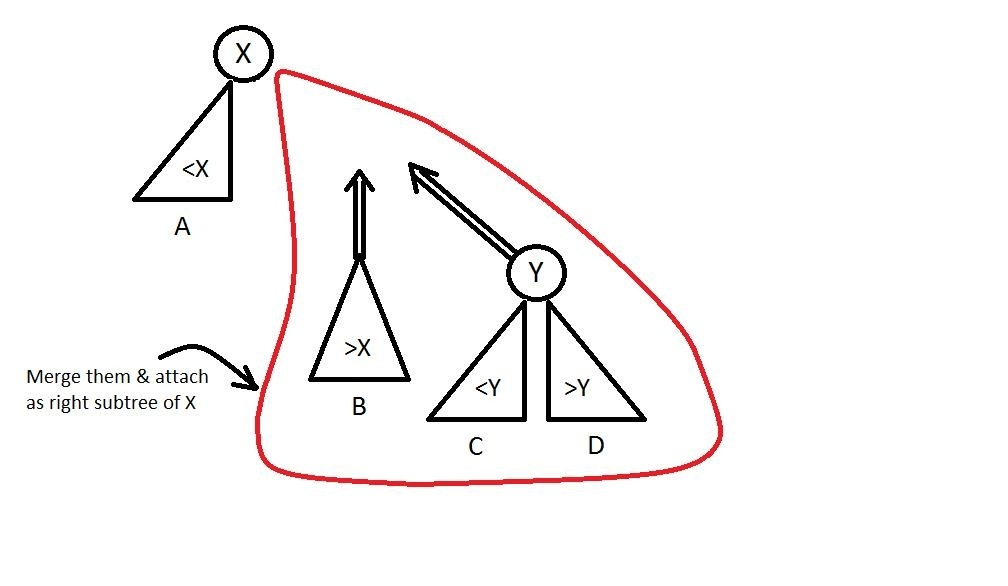 X
<X
A
Y
>X
<Y
>Y
B
C
D
Merge them & attach
as right subtree of X